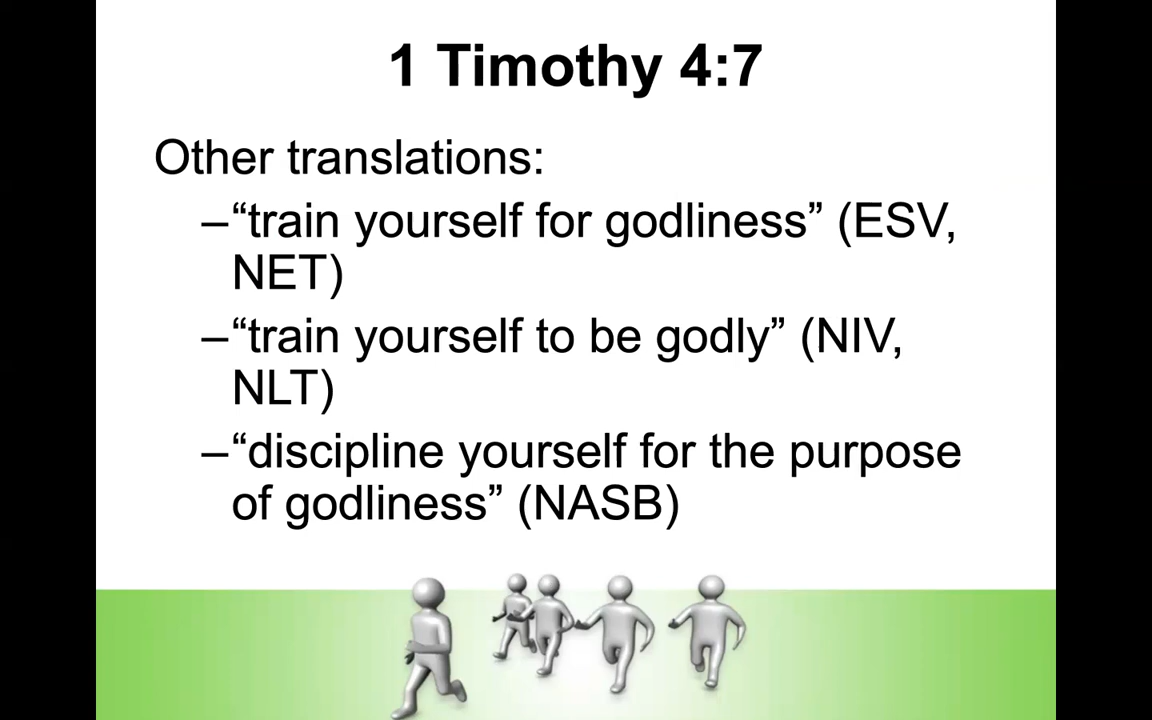 1 Timothy 4:7
Other translations:
–“train yourself for godliness” (ESV,
NET)
–“train yourself to be godly” (NIV,
NLT)
–“discipline yourself for the purpose
of godliness” (NASB)